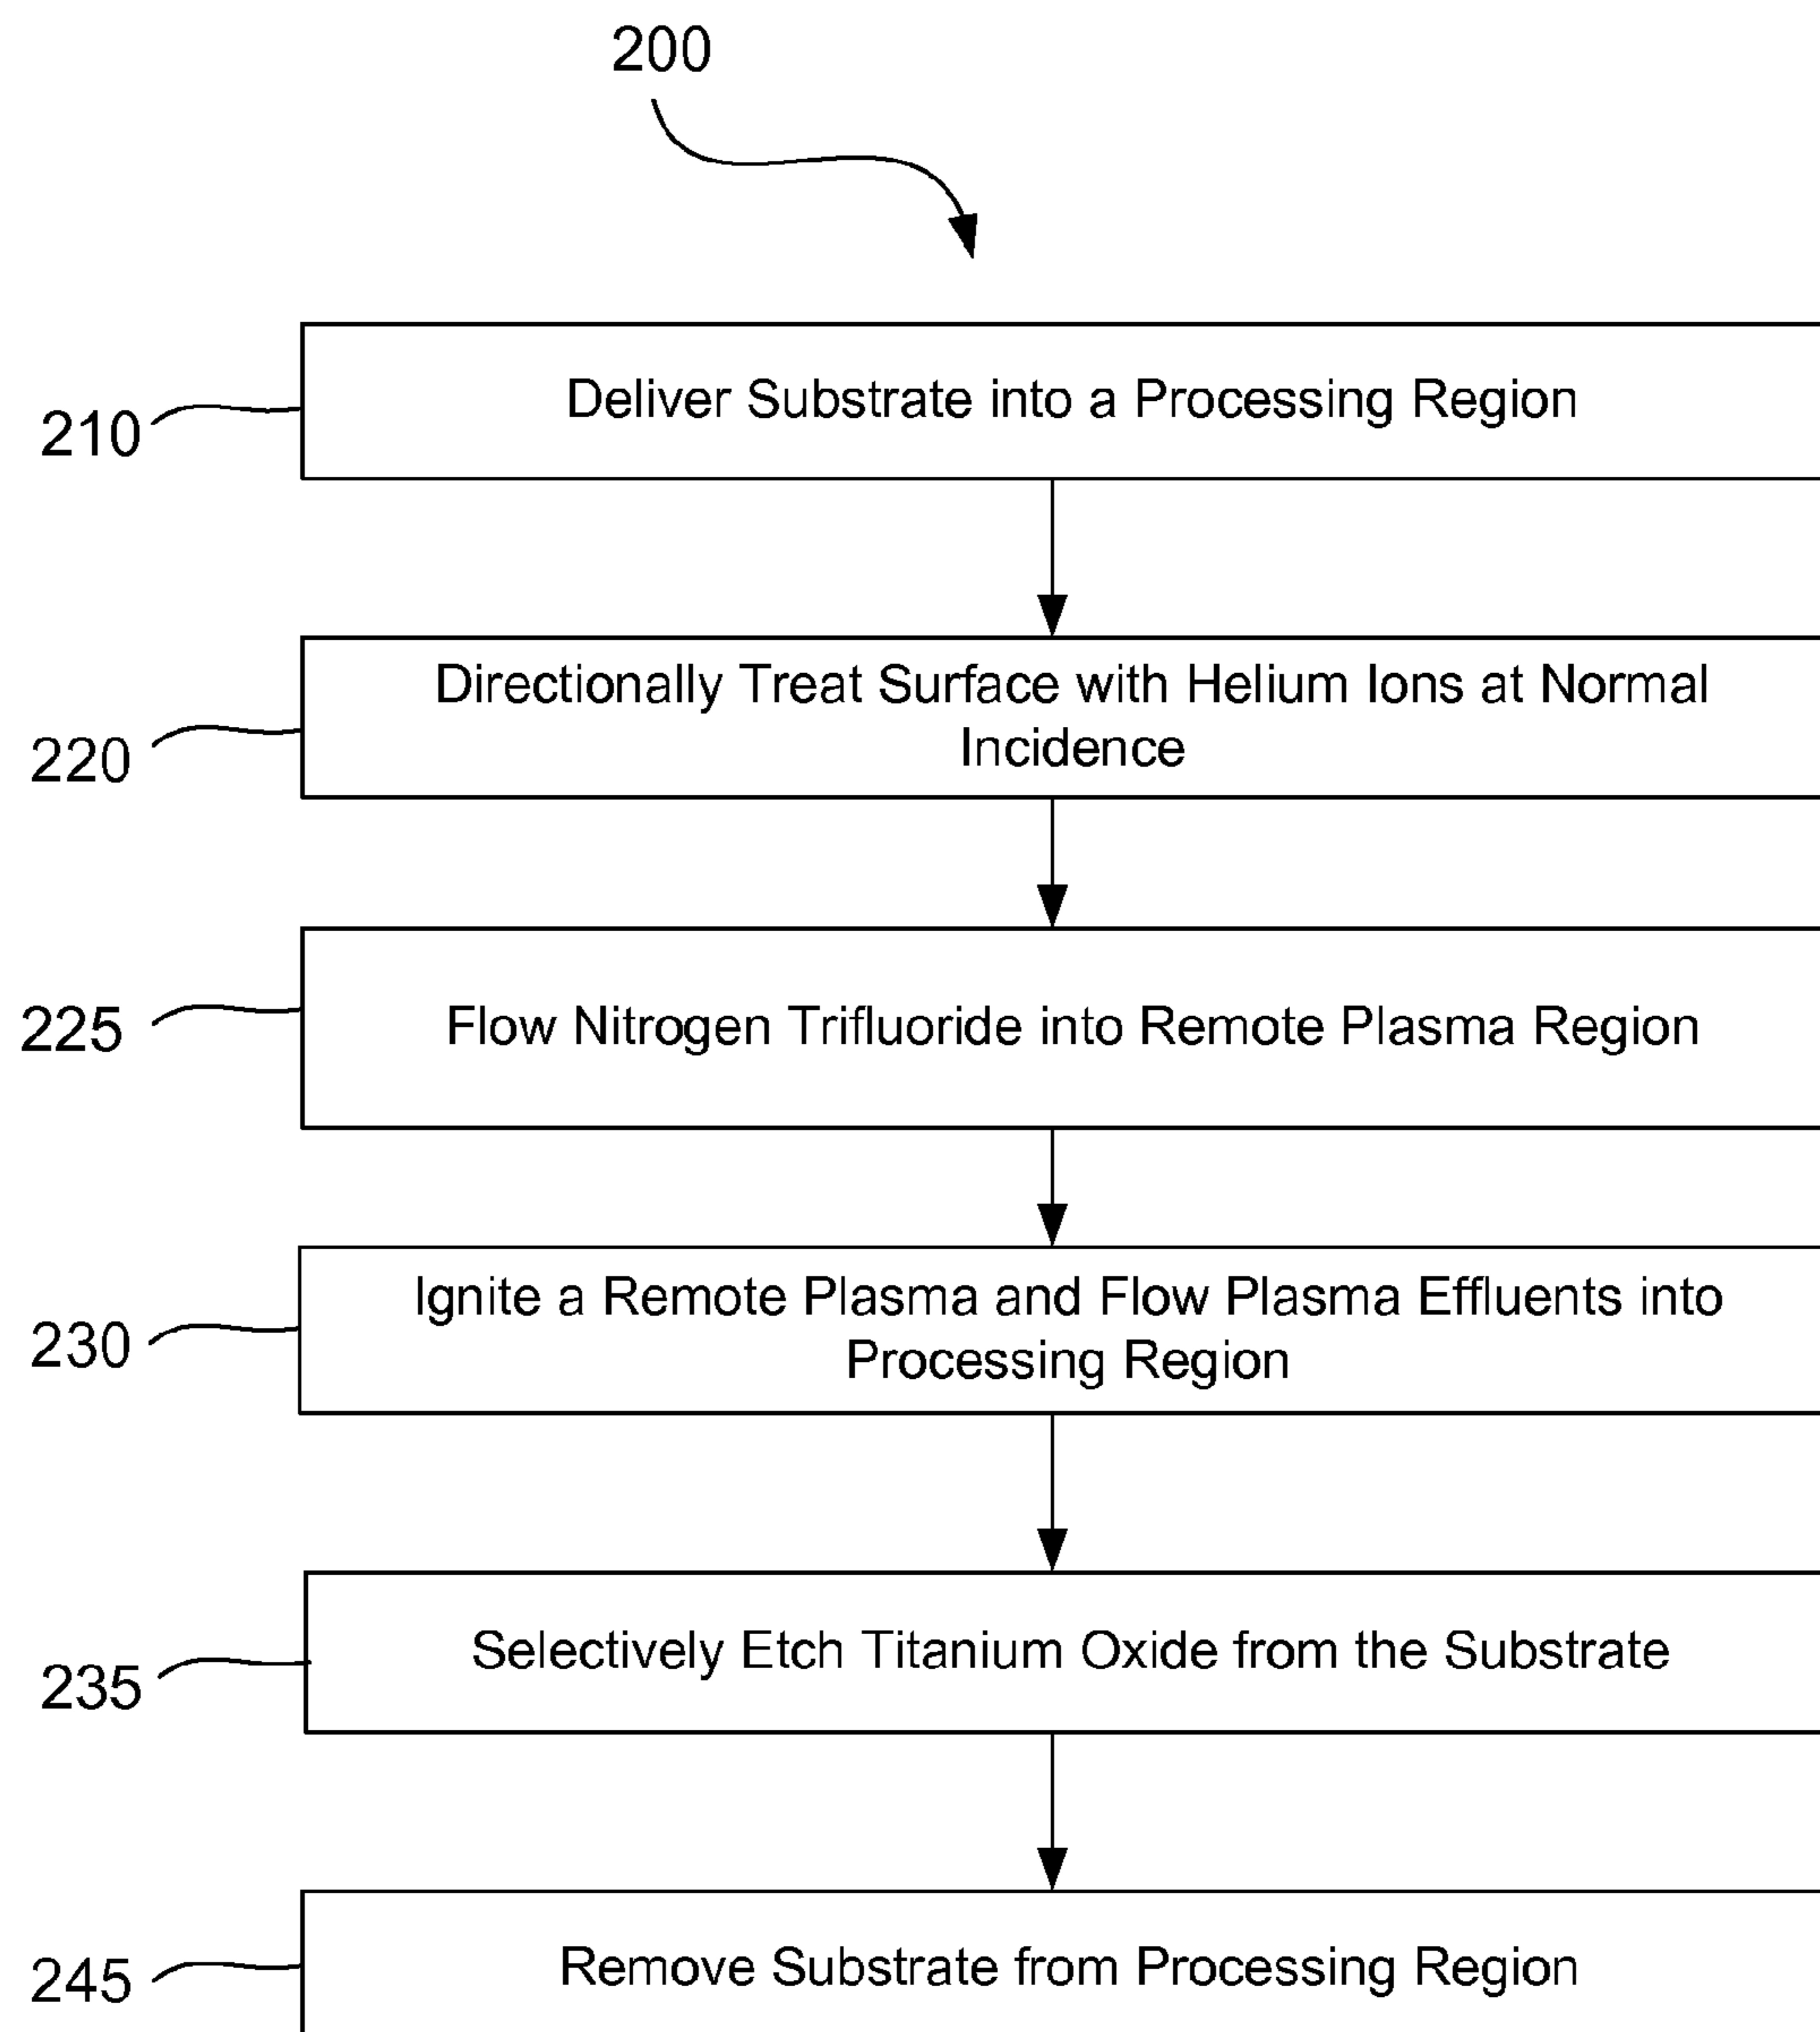 200
210
Deliver Substrate into a Processing Region
220
Directionally Treat Surface with Helium Ions at Normal
Incidence
225
Flow Nitrogen Trifluoride into Remote Plasma Region
230
Ignite a Remote Plasma and Flow Plasma Effluents into
Processing Region
235
Selectively Etch Titanium Oxide from the Substrate
245
Remove Substrate from Processing Region